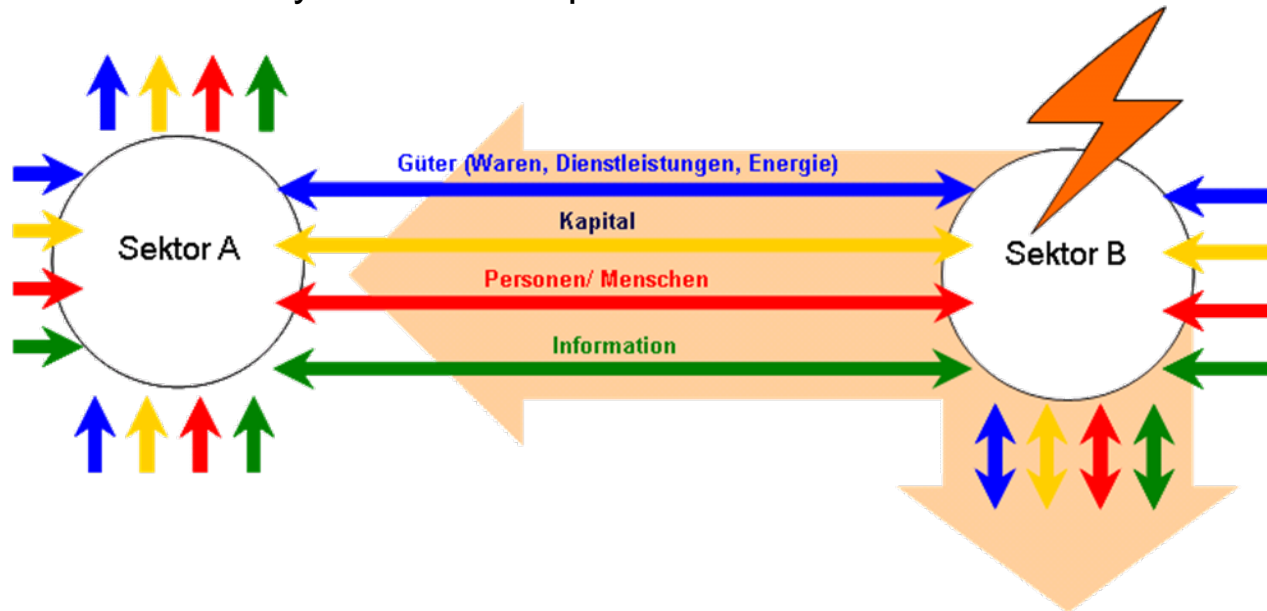 Güter (Waren, Dienstleistungen, Energie)
Kapital
Sektor A
Sektor B
Personen/ Menschen
Information